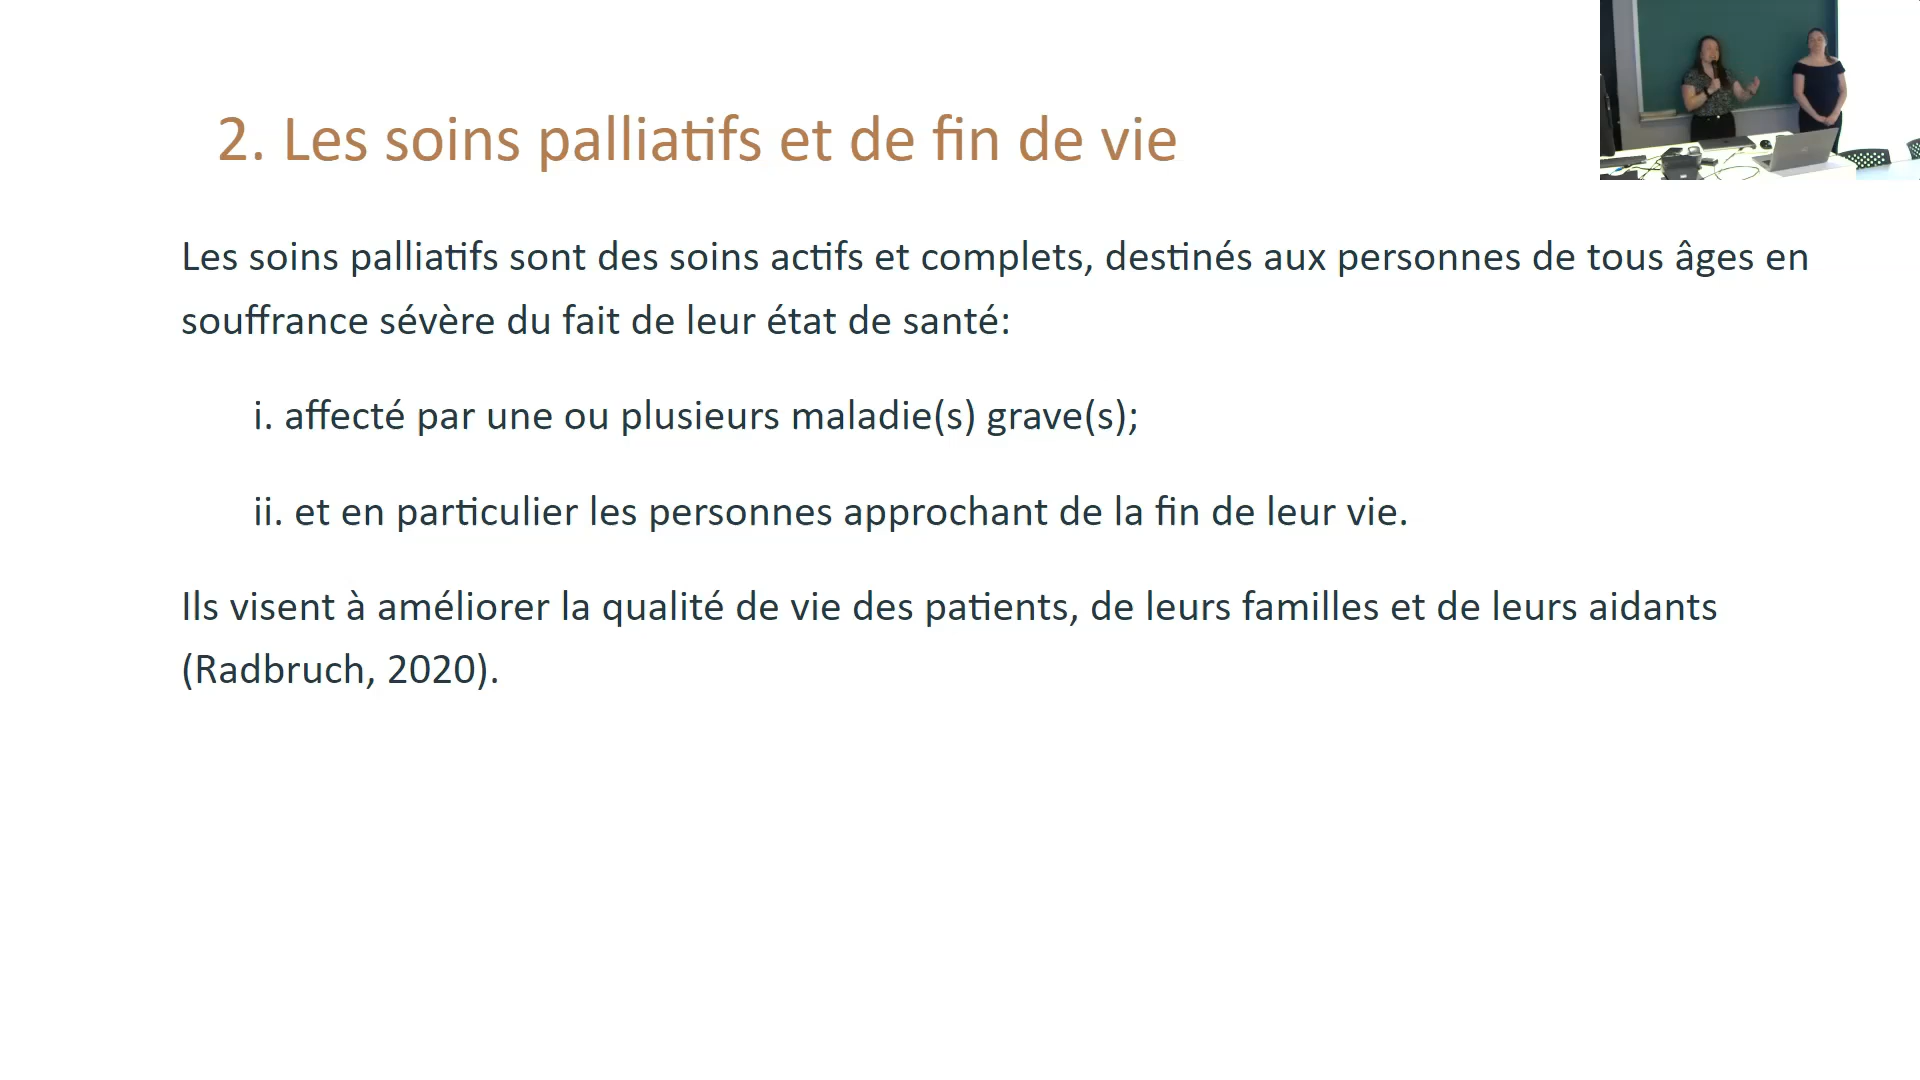 2. Les soins palliatifs et de fin de vie
Les soins palliatifs sont des soins actifs et complets, destinés aux personnes de tous âges en
souffrance sévère du fait de leur état de santé:
i. affecté par une ou plusieurs maladie(s) grave(s);
ii. et en particulier les personnes approchant de la fin de leur vie.
Ils visent à améliorer la qualité de vie des patients, de leurs familles et de leurs aidants
(Radbruch, 2020).